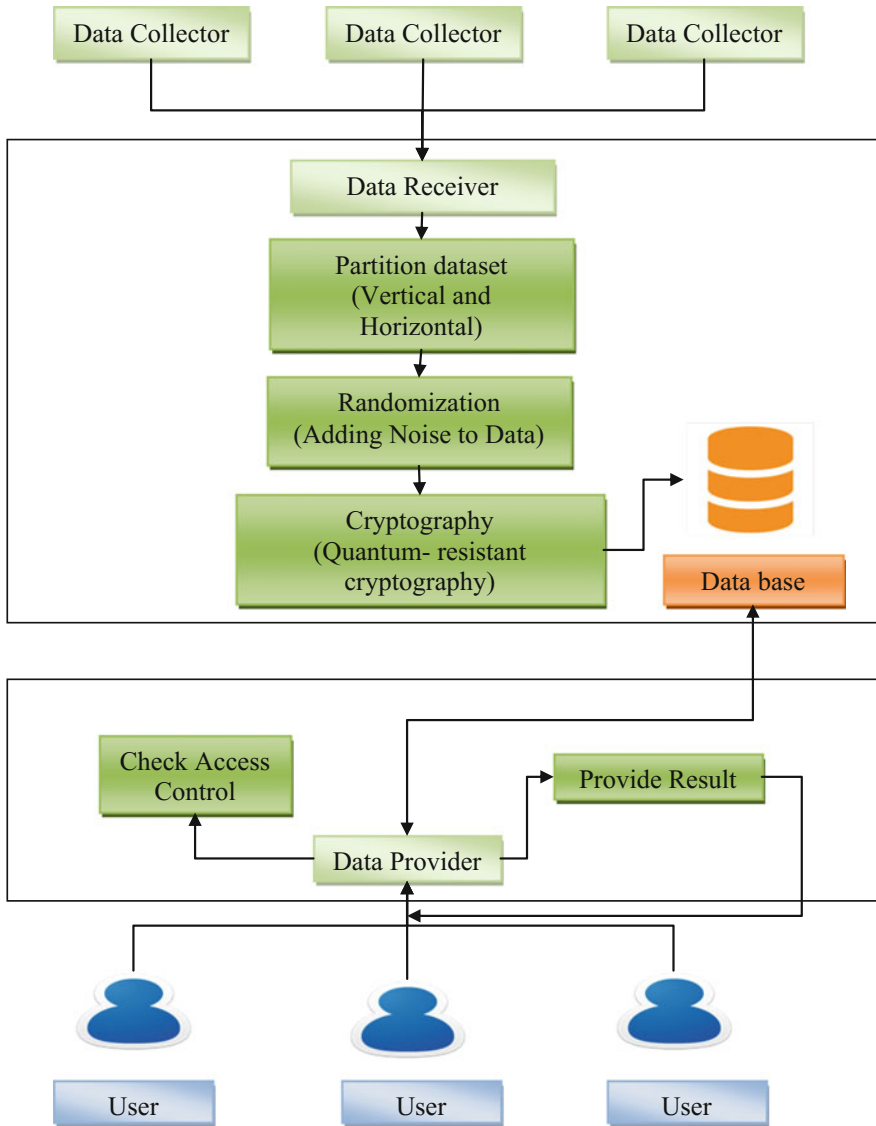 Data Collector
Data Collector
Data Collector
Data Receiver
Partition dataset
(Vertical and
Horizontal)
Randomization
(Adding Noise to Data)
Cryptography
(Quantum- resistant
cryptography)
Data base
Check Access
Control
Provide Result
Data Provider
User
User
User